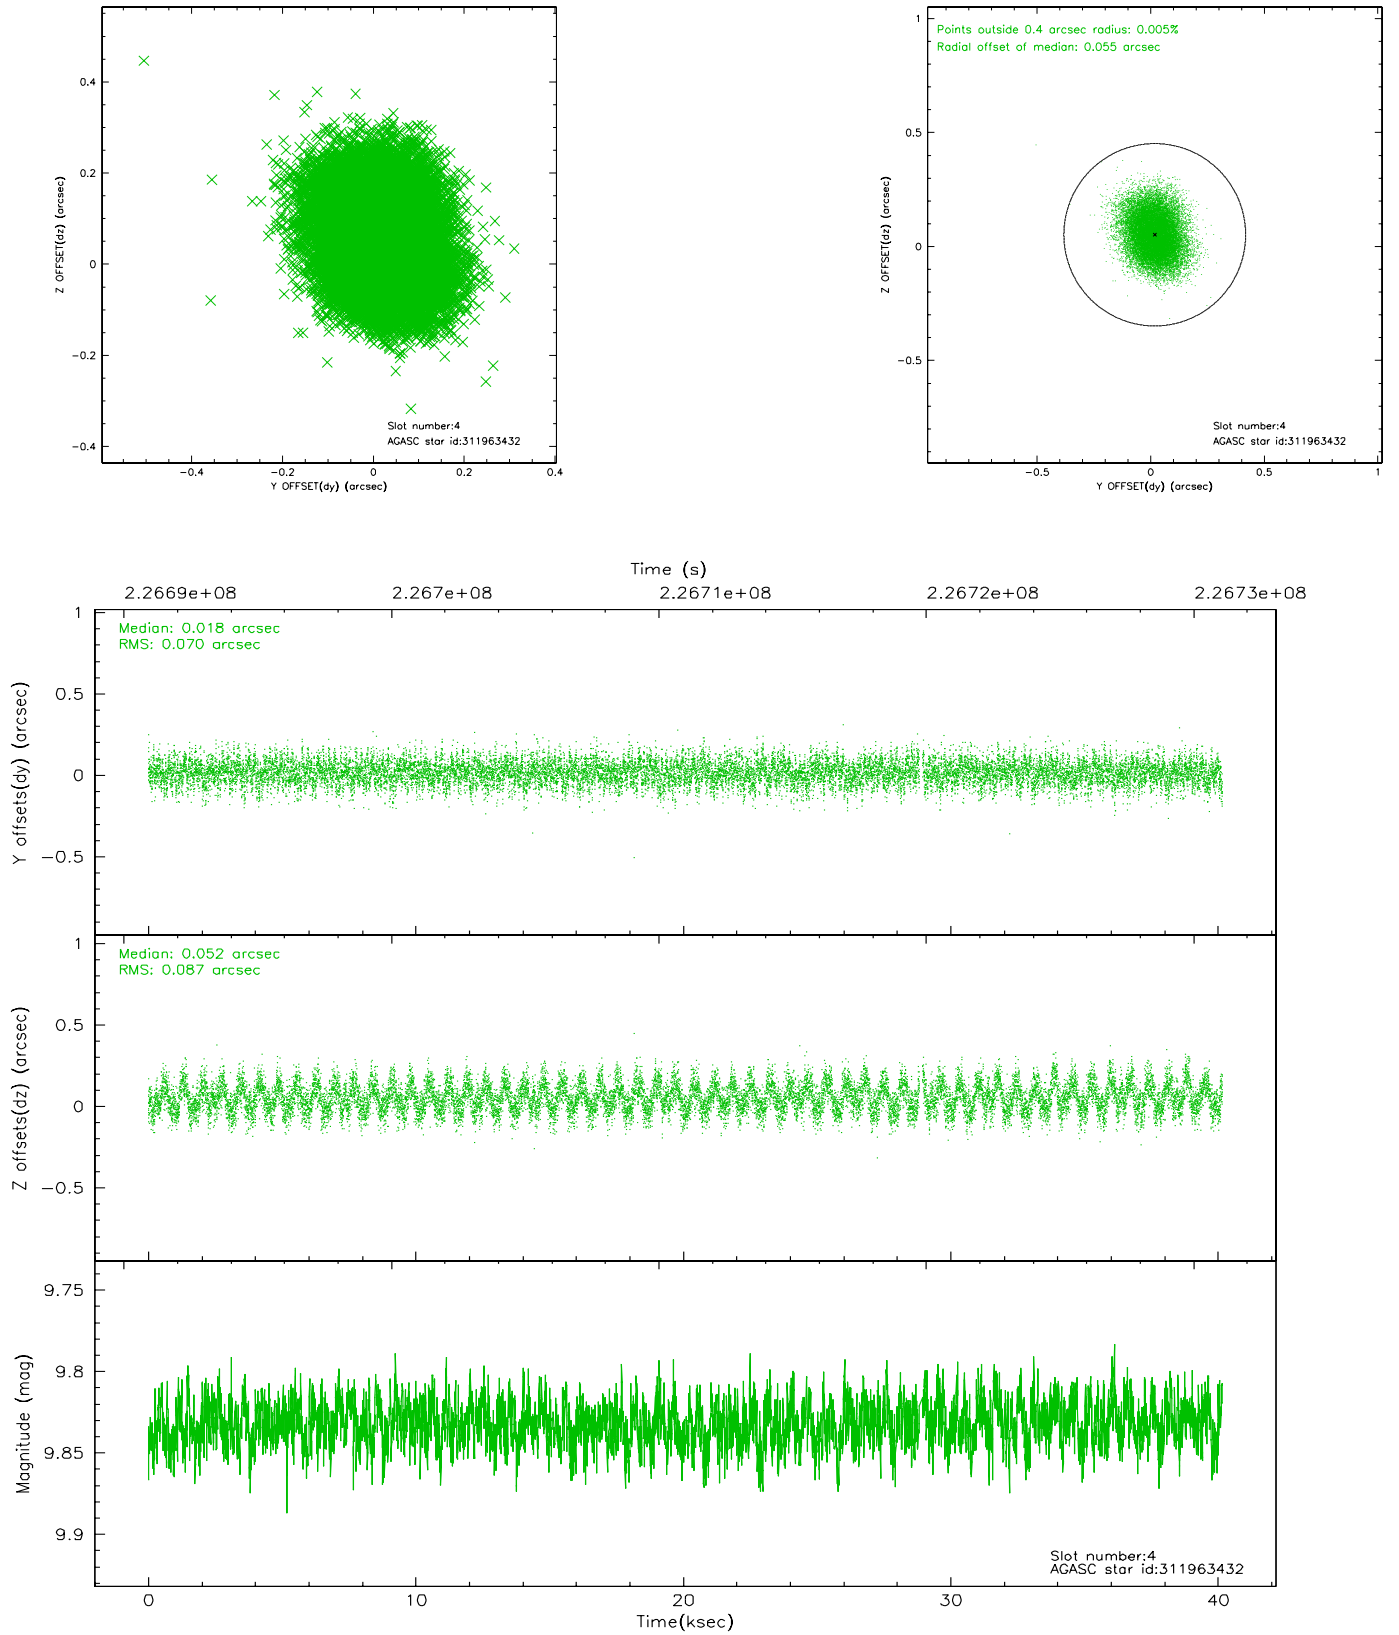 0.4
0.2
0
−0.2
−0.4
Z OFFSET(dz) (arcsec)
Slot number:4
AGASC star id:311963432
−0.4
−0.2
0
0.2
0.4
Y OFFSET(dy) (arcsec)
Points outside 0.4 arcsec radius: 0.005%
Radial offset of median: 0.055 arcsec
1
0.5
0
−0.5
Z OFFSET(dz) (arcsec)
Slot number:4
AGASC star id:311963432
−0.5
0
0.5
1
Y OFFSET(dy) (arcsec)
Time (s)
2.2669e+08
2.267e+08
2.2671e+08
2.2672e+08
2.2673e+08
Median: 0.018 arcsec
RMS: 0.070 arcsec
1
0.5
0
−0.5
Y offsets(dy) (arcsec)
Median: 0.052 arcsec
RMS: 0.087 arcsec
1
0.5
0
−0.5
Z offsets(dz) (arcsec)
9.75
9.8
9.85
9.9
Magnitude (mag)
Slot number:4
AGASC star id:311963432
0
10
20
30
40
Time(ksec)